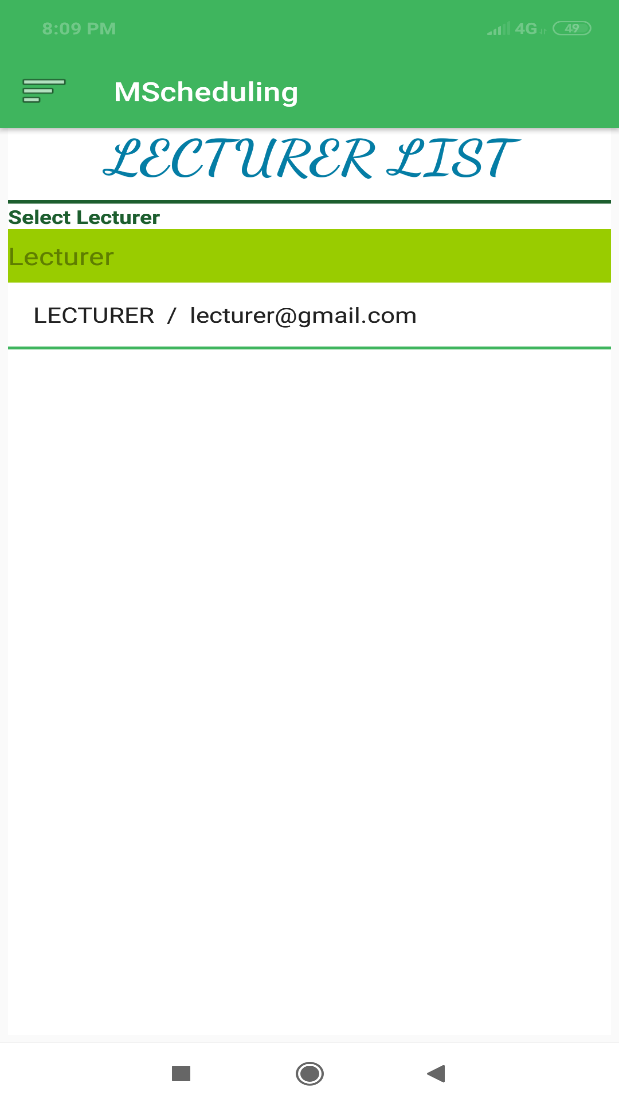 8:09 PM 4G 49
MScheduling
LECTURER LIST
Select Lecturer
Lecturer
LECTURER / lecturer@gmail.com